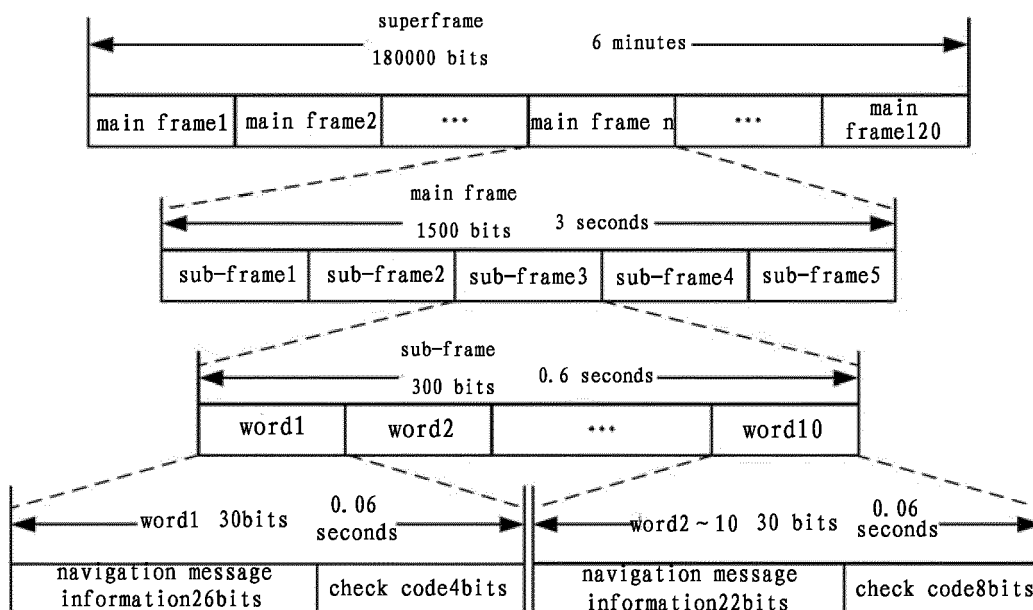 superframe
180000 bits 6 minutes
main frame1 main frame2 ··· main frame n ··· main frame120
main frame
1500 bits 3 seconds
sub-frame1 sub-frame2 sub-frame3 sub-frame4 sub-frame5
sub-frame
300 bits 0.6 seconds
word1 word2 ··· word10
word1 30bits 0.06 seconds
word2~10 30 bits 0.06 seconds
navigation message information26bits
check code4bits
navigation message information22bits
check code8bits